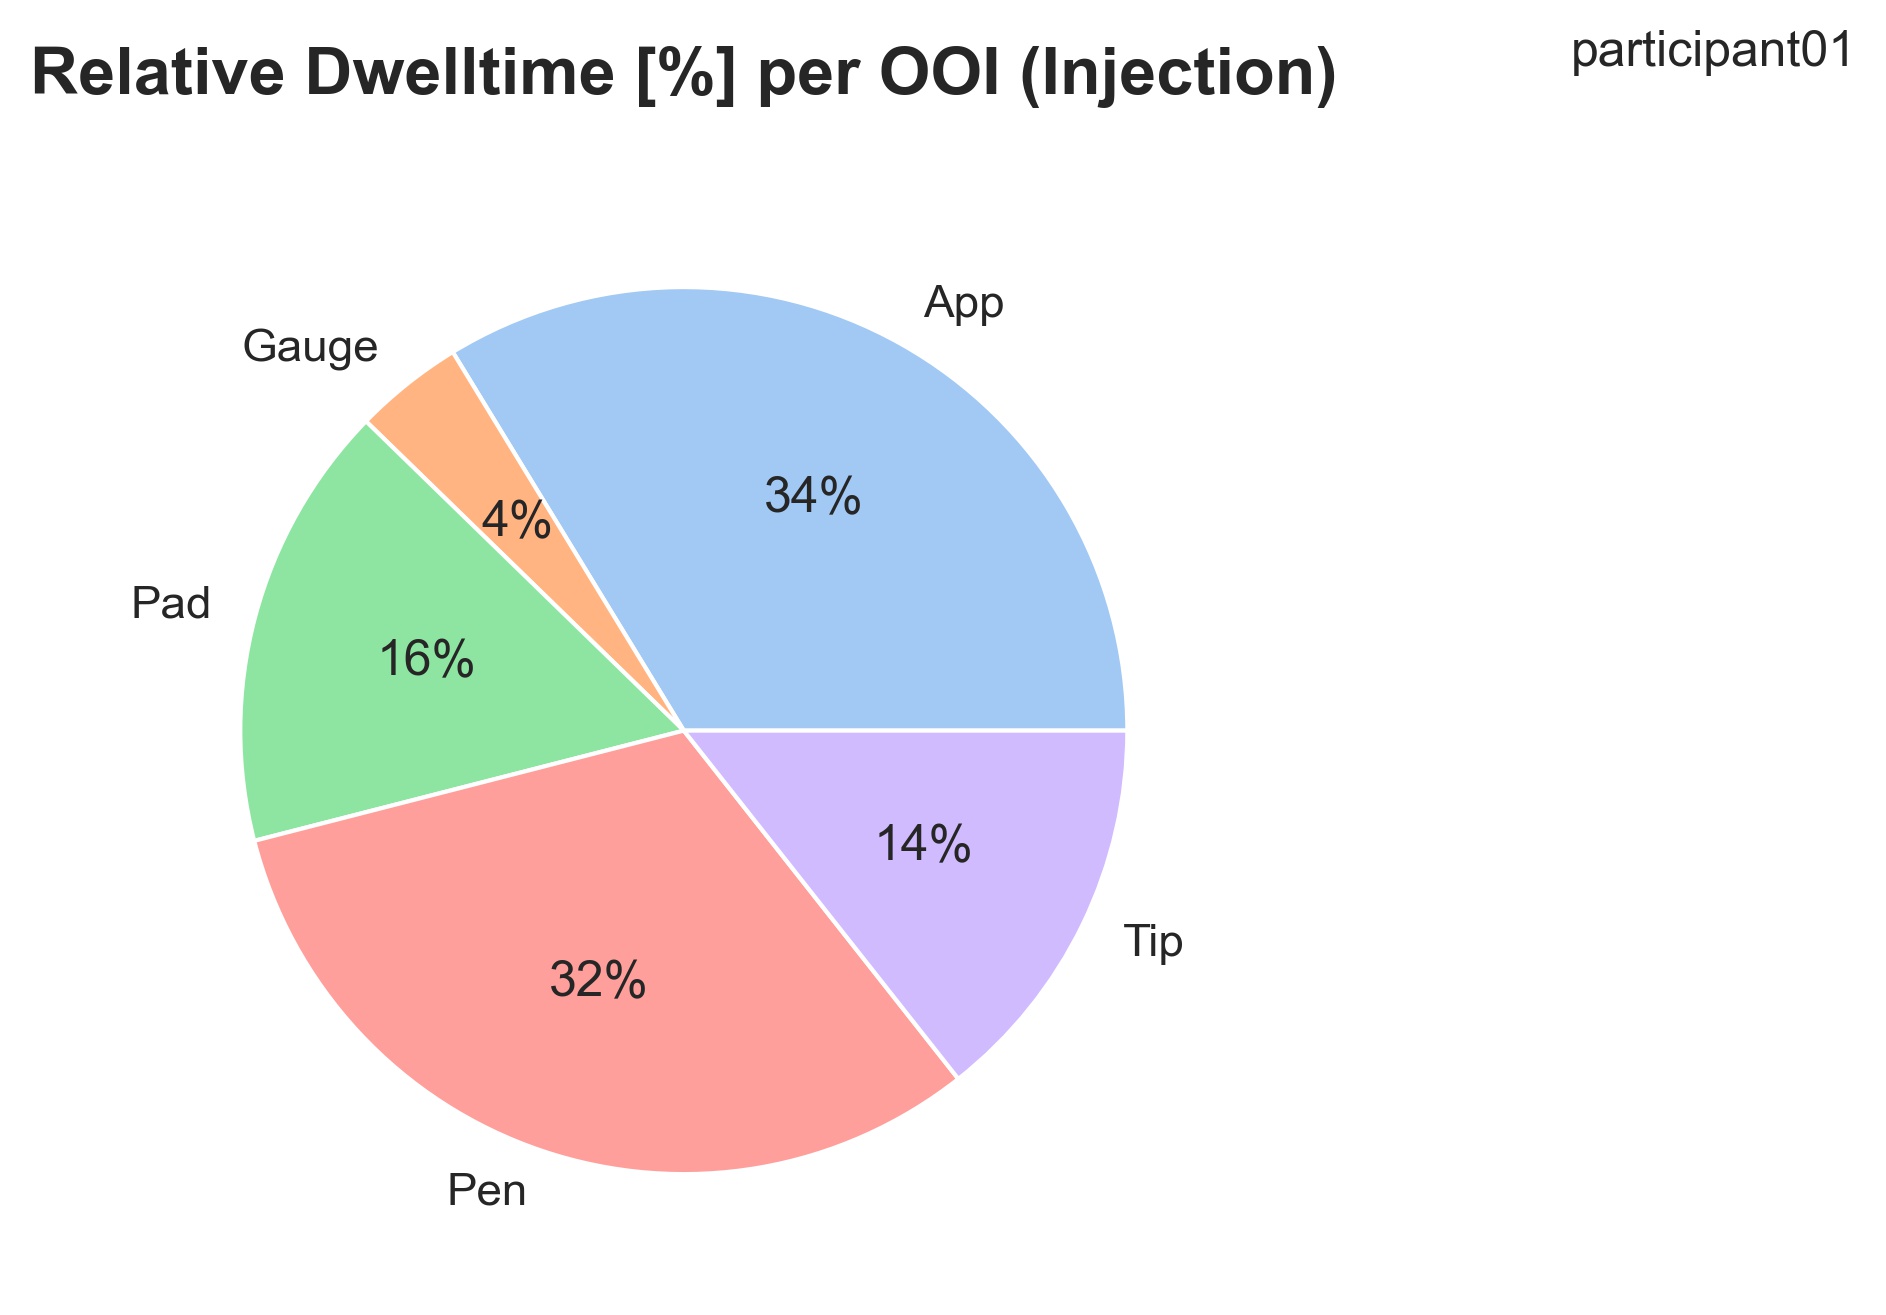 Relative Dwelltime [%] per OOI (Injection)
participant01
App
Gauge
34%
4%
Pad
16%
14%
Tip
32%
Pen